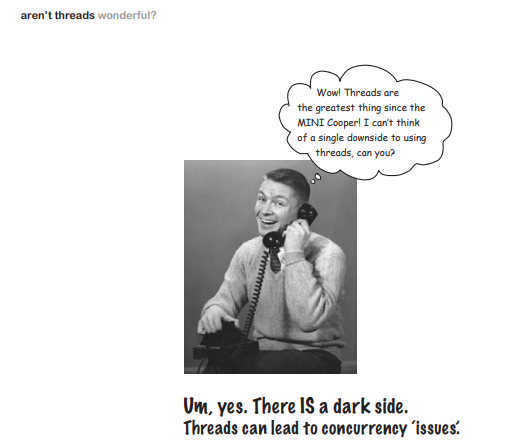 aren't threads wonderful?
Wow! Threads are
the greatest thing since the
MINI Cooper! I can't think
of a single downside to using
threads, can you?
Um, yes. There IS a dark side.
Threads can lead to concurrency 'issues'.